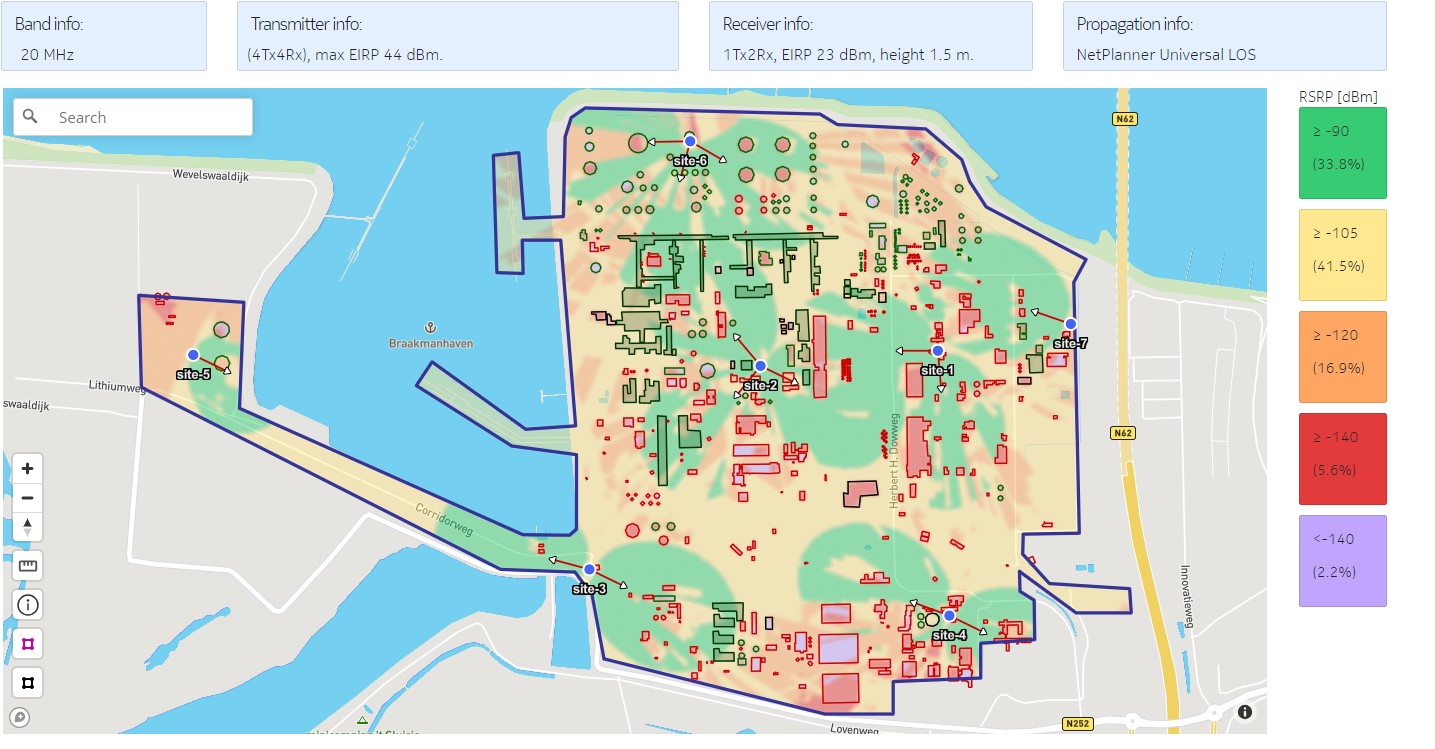 Band info:
20 MHz
Transmitter info:
(4Tx4Rx), max EIRP 44 dBm.
Receiver info:
1Tx2Rx, EIRP 23 dBm, height 1.5 m.
Propagation info:
NetPlanner Universal LOS
Search
RSRP [dBm]
≥ -90
(33.8%)
≥ -105
(41.5%)
≥ -120
(16.9%)
≥ -140
(5.6%)
<-140
(2.2%)
N62
Wevelswaaldijk
site-6
Braakmanhaven
site-7
site-5
site-1
site-2
Lithiumweg
swaaldijk
N62
Herbert H. Dowweg
Corridorweg
site-3
site-4
Innovatieweg
N252
Lovenweg